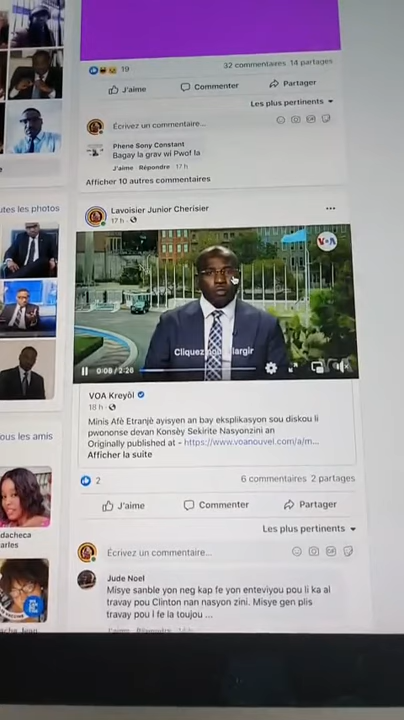 19
32 commentaires 14 partages
J'aime
Commenter
Partager
Les plus pertinents
Écrivez un commentaire...
Phene Sony Constant
Bagay la grav wi Pwof la
J'aime · Répondre · 17 h
Afficher 10 autres commentaires
utes les photos
Lavoisier Junior Cherisier
17 h
VOA
Cliquez pour élargir
0:08 / 2:26
VOA Kreyòl
18 h
Minis Afè Etranjè ayisyen an bay eksplikasyon sou diskou li
pwononse devan Konsèy Sekirite Nasyonzini an
Originally published at - https://www.voanouvel.com/a/m...
Afficher la suite
ous les amis
2
6 commentaires 2 partages
J'aime
Commenter
Partager
Les plus pertinents
dacheca
arles
Écrivez un commentaire...
Jude Noel
Misye sanble yon neg kap fe yon enteviyou pou li ka al
travay pou Clinton nan nasyon zini. Misye gen plis
travay pou l fe la toujou ...
J'aime · Répondre